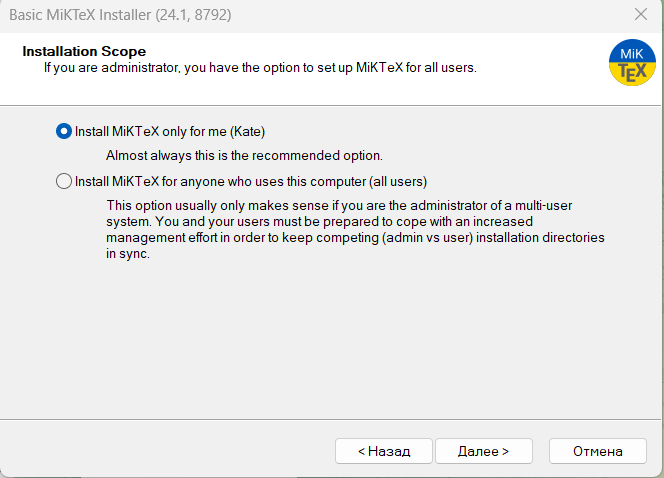 Basic MiKTeX Installer (24.1, 8792)
Installation Scope
If you are administrator, you have the option to set up MiKTeX for all users.
MiK
TEX
Install MiKTeX only for me (Kate)
Almost always this is the recommended option.
Install MiKTeX for anyone who uses this computer (all users)
This option usually only makes sense if you are the administrator of a multi-user
system. You and your users must be prepared to cope with an increased
management effort in order to keep competing (admin vs user) installation directories
in sync.
< Назад
Далее >
Отмена